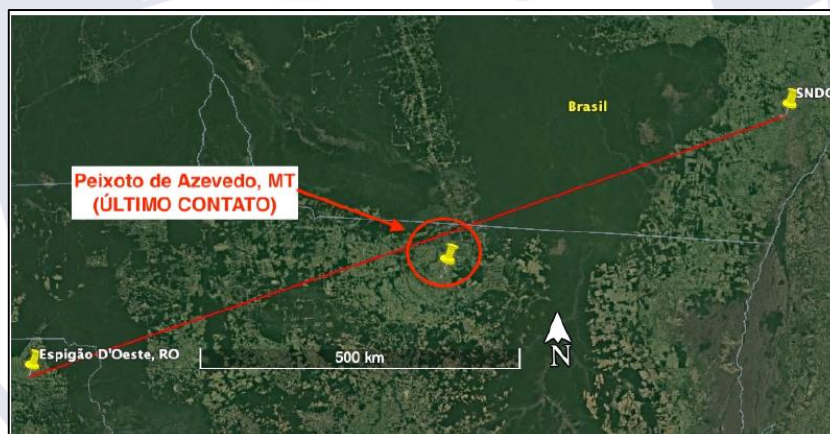 Brasil
SNDC
Peixoto de Azevedo, MT
(ÚLTIMO CONTATO)
Espigão D'Oeste, RO
500 km
N